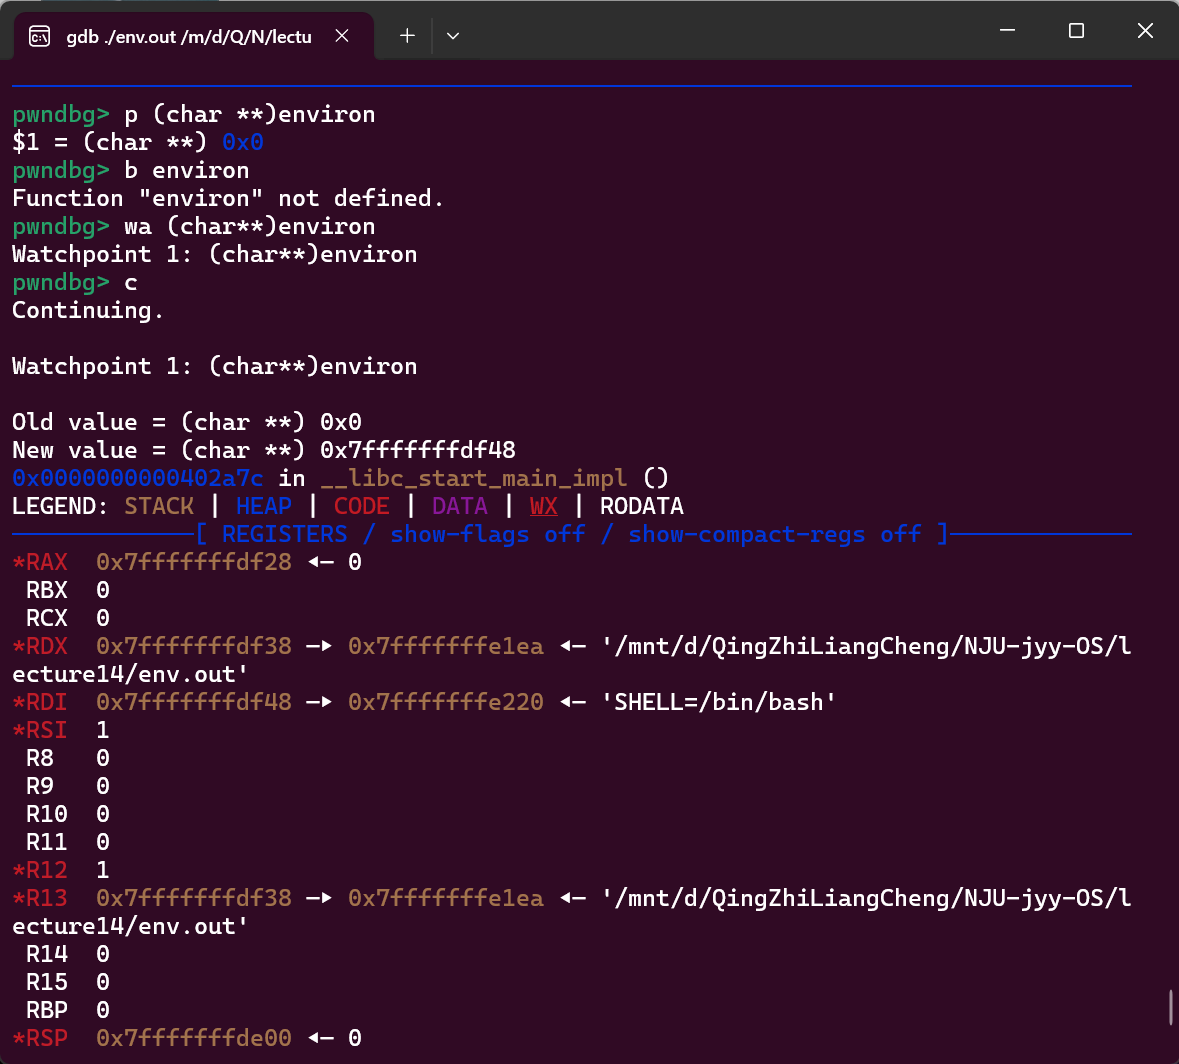 gdb ./env.out /m/d/Q/N/lectu
pwndbg> p (char **)environ
$1 = (char **) 0x0
pwndbg> b environ
Function "environ" not defined.
pwndbg> wa (char**)environ
Watchpoint 1: (char**)environ
pwndbg> c
Continuing.
Watchpoint 1: (char**)environ
Old value = (char **) 0x0
New value = (char **) 0x7fffffffdf48
0x0000000000402a7c in __libc_start_main_impl ()
LEGEND: STACK | HEAP | CODE | DATA | WX | RODATA
[ REGISTERS / show-flags off / show-compact-regs off ]
*RAX  0x7fffffffdf28 ◂— 0
 RBX  0
 RCX  0
*RDX  0x7fffffffdf38 —▸ 0x7fffffffe1ea ◂— '/mnt/d/QingZhiLiangCheng/NJU-jyy-OS/l
ecture14/env.out'
*RDI  0x7fffffffdf48 —▸ 0x7fffffffe220 ◂— 'SHELL=/bin/bash'
*RSI  1
 R8   0
 R9   0
 R10  0
 R11  0
*R12  1
*R13  0x7fffffffdf38 —▸ 0x7fffffffe1ea ◂— '/mnt/d/QingZhiLiangCheng/NJU-jyy-OS/l
ecture14/env.out'
 R14  0
 R15  0
 RBP  0
*RSP  0x7fffffffde00 ◂— 0